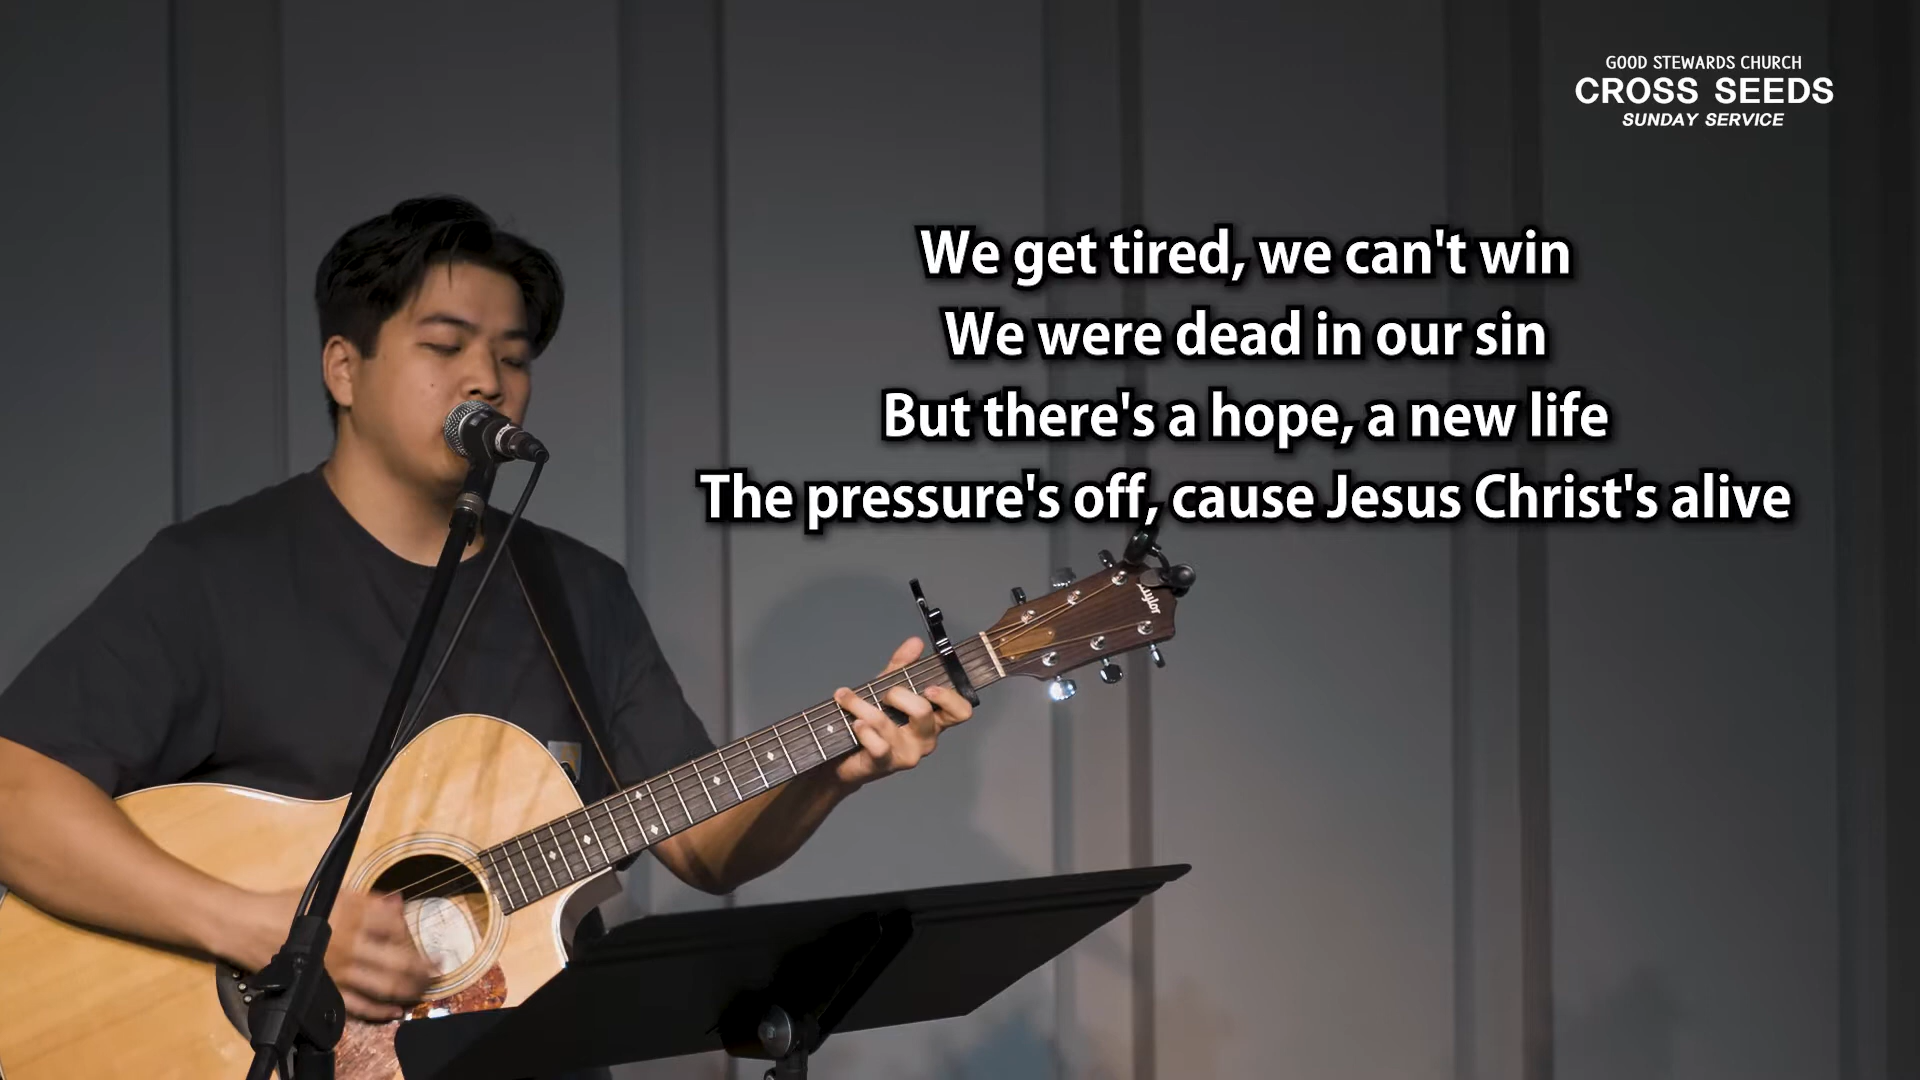 GOOD STEWARDS CHURCH
CROSS SEEDS
SUNDAY SERVICE
We get tired, we can't win
We were dead in our sin
But there's a hope, a new life
The pressure's off, cause Jesus Christ's alive
Taylor